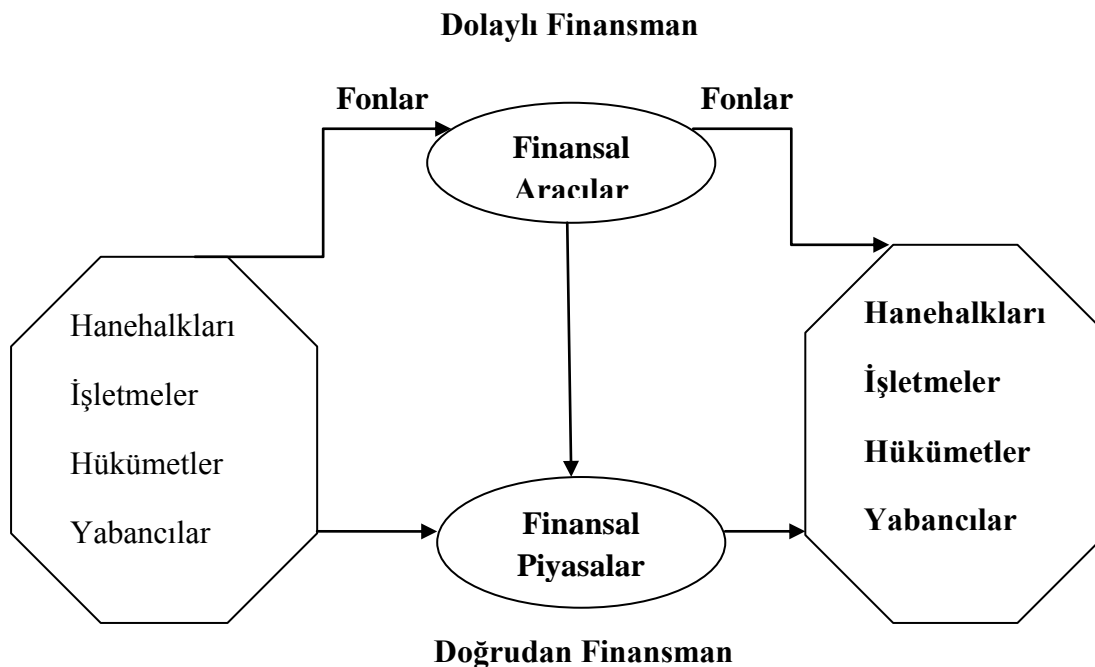 Dolaylı Finansman
Fonlar
Fonlar
Finansal
Aracılar
Hanehalkları
İşletmeler
Hükümetler
Yabancılar
Hanehalkları
İşletmeler
Hükümetler
Yabancılar
Finansal
Piyasalar
Doğrudan Finansman